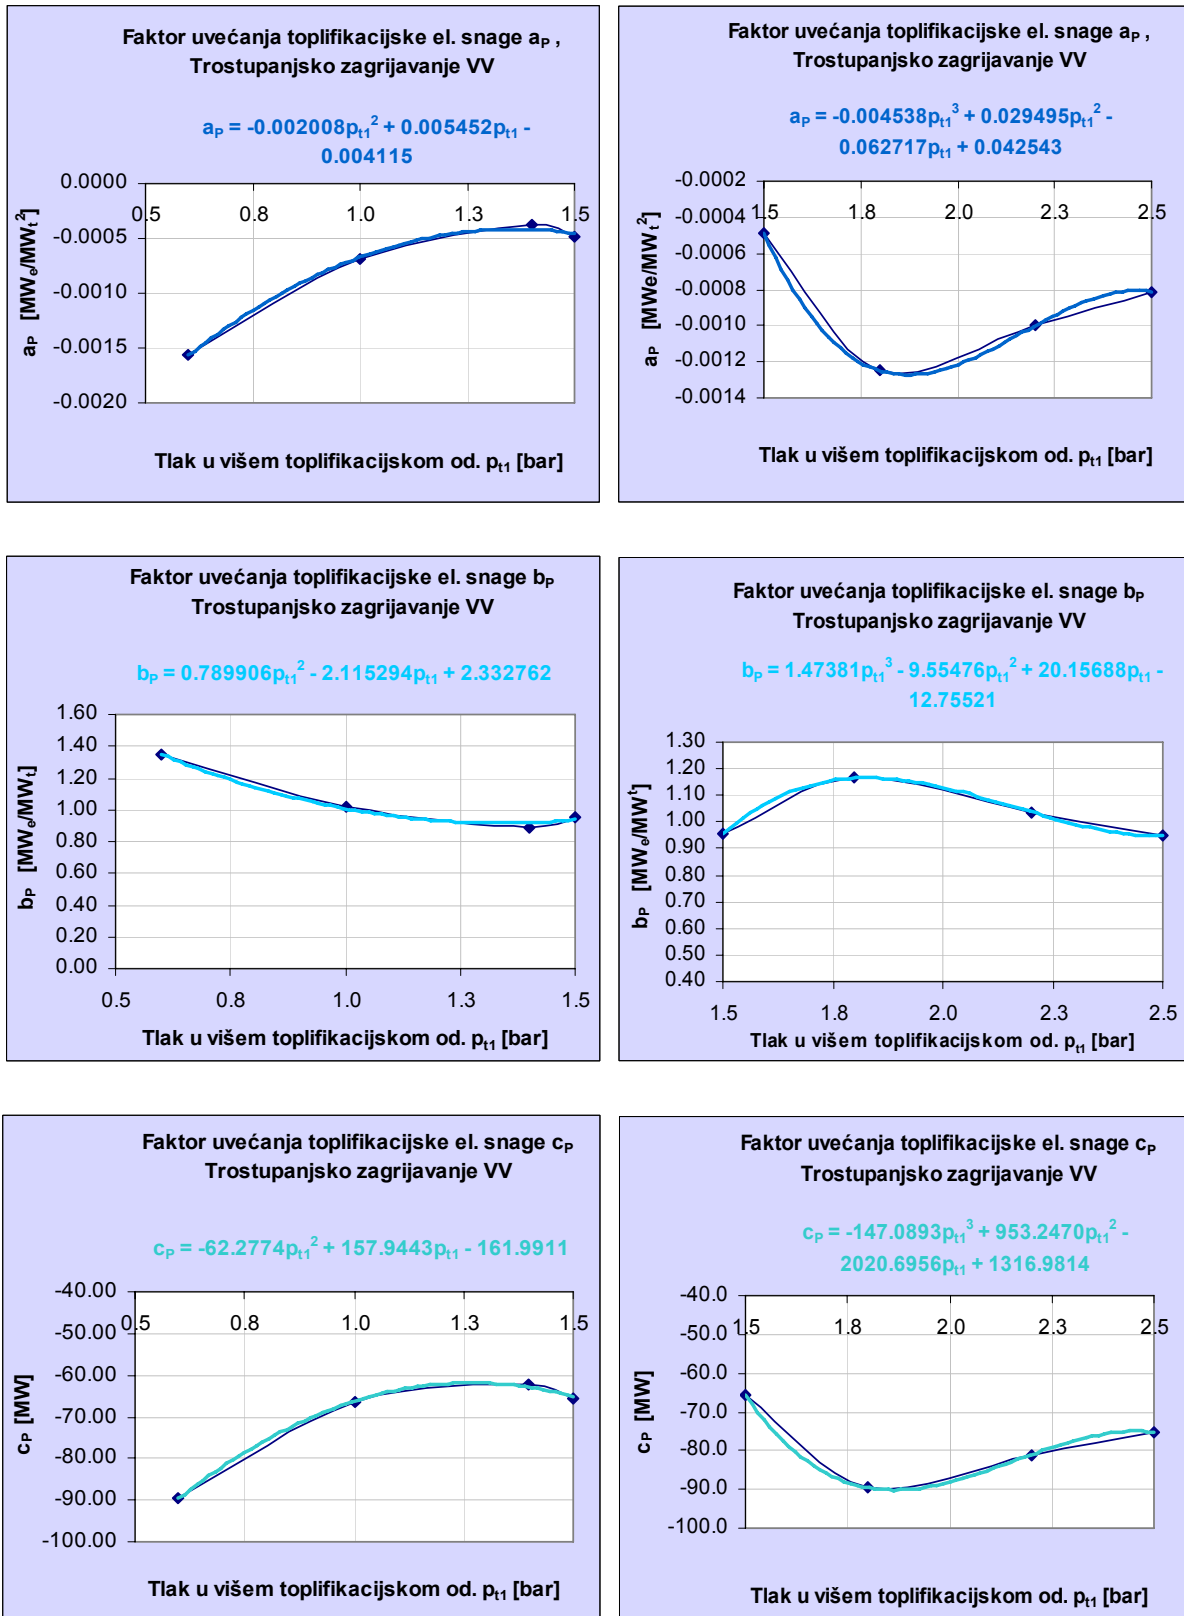 Faktor uvećanja toplifikacijske el. snage aP ,
Trostupanjsko zagrijavanje VV
aP = -0.002008pt1² + 0.005452pt1 -
0.004115
0.0000
-0.0005
-0.0010
-0.0015
-0.0020
0.5
0.8
1.0
1.3
1.5
aP [MWe/MWt²]
Tlak u višem toplifikacijskom od. pt1 [bar]
Faktor uvećanja toplifikacijske el. snage aP ,
Trostupanjsko zagrijavanje VV
aP = -0.004538pt1³ + 0.029495pt1² -
0.062717pt1 + 0.042543
-0.0002
-0.0004
-0.0006
-0.0008
-0.0010
-0.0012
-0.0014
1.5
1.8
2.0
2.3
2.5
aP [MWe/MWt²]
Tlak u višem toplifikacijskom od. pt1 [bar]
Faktor uvećanja toplifikacijske el. snage bP
Trostupanjsko zagrijavanje VV
bP = 0.789906pt1² - 2.115294pt1 + 2.332762
1.60
1.40
1.20
1.00
0.80
0.60
0.40
0.20
0.00
0.5
0.8
1.0
1.3
1.5
bP [MWe/MWt]
Tlak u višem toplifikacijskom od. pt1 [bar]
Faktor uvećanja toplifikacijske el. snage bP
Trostupanjsko zagrijavanje VV
bP = 1.47381pt1³ - 9.55476pt1² + 20.15688pt1 -
12.75521
1.30
1.20
1.10
1.00
0.90
0.80
0.70
0.60
0.50
0.40
1.5
1.8
2.0
2.3
2.5
bP [MWe/MWᵗ]
Tlak u višem toplifikacijskom od. pt1 [bar]
Faktor uvećanja toplifikacijske el. snage cP
Trostupanjsko zagrijavanje VV
cP = -62.2774pt1² + 157.9443pt1 - 161.9911
-40.00
-50.00
-60.00
-70.00
-80.00
-90.00
-100.00
0.5
0.8
1.0
1.3
1.5
cP [MW]
Tlak u višem toplifikacijskom od. pt1 [bar]
Faktor uvećanja toplifikacijske el. snage cP
Trostupanjsko zagrijavanje VV
cP = -147.0893pt1³ + 953.2470pt1² -
2020.6956pt1 + 1316.9814
-40.0
-50.0
-60.0
-70.0
-80.0
-90.0
-100.0
1.5
1.8
2.0
2.3
2.5
cP [MW]
Tlak u višem toplifikacijskom od. pt1 [bar]